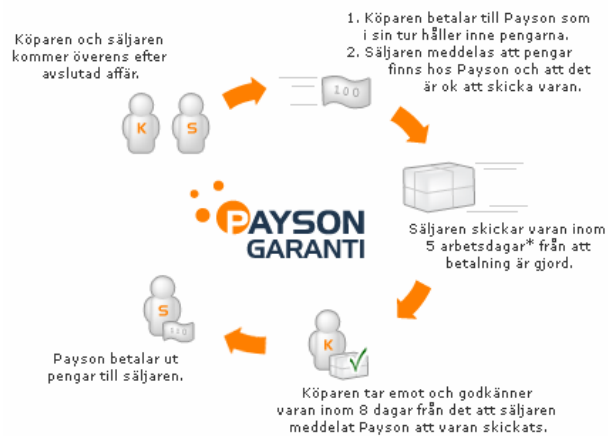 Köparen och säljaren
kommer överens efter
avslutad affär.
K
S
1. Köparen betalar till Payson som
i sin tur håller inne pengarna.
2. Säljaren meddelas att pengar
finns hos Payson och att det
är ok att skicka varan.
100
Säljaren skickar varan inom
5 arbetsdagar* från att
betalning är gjord.
PAYSON
GARANTI
K
Köparen tar emot och godkänner
varan inom 8 dagar från det att säljaren
meddelat Payson att varan skickats.
S
Payson betalar ut
pengar till säljaren.